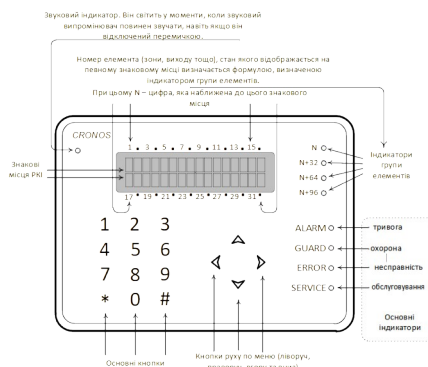 Звуковий індикатор. Він світить у моменти, коли звуковий
випромінювач повинен звучати, навіть якщо він
відключений перемичкою.
Номер елемента (зони, виходу тощо), стан якого відображається на
певному знаковому місці визначається формулою, визначеною
індикатором групи елементів.
При цьому N – цифра, яка наближена до цього знакового
місця
CRONOS
1 • 3 • 5 • 7 • 9 • 11 • 13 • 15 •
N
N+32
N+64
N+96
Індикатори
групи
елементів
Знакові
місця РКІ
17 • 19 • 21 • 23 • 25 • 27 • 29 • 31 •
1 2 3
4 5 6
7 8 9
* 0 #
ALARM
тривога
GUARD
охорона
ERROR
несправність
SERVICE
обслуговування
Основні
індикатори
Основні кнопки
Кнопки руху по меню (ліворуч,